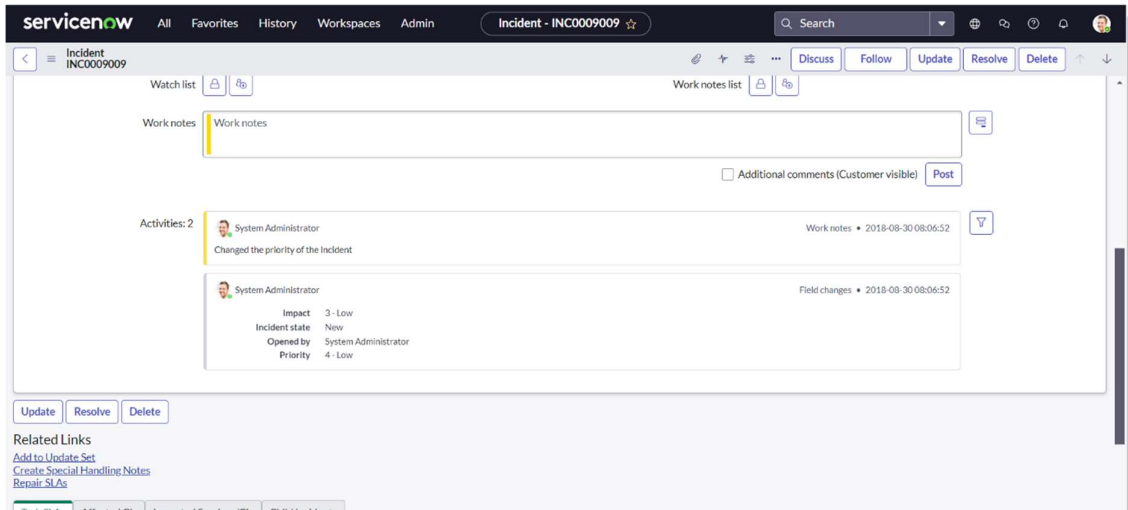 servicenow All Favorites History Workspaces Admin Incident - INC0009009 Search
Incident
INC0009009
Discuss Follow Update Resolve Delete
Watch list
Work notes list
Work notes Work notes
Additional comments (Customer visible) Post
Activities: 2
System Administrator Work notes • 2018-08-30 08:06:52
Changed the priority of the Incident
System Administrator Field changes • 2018-08-30 08:06:52
Impact 3 - Low
Incident state New
Opened by System Administrator
Priority 4 - Low
Update Resolve Delete
Related Links
Add to Update Set
Create Special Handling Notes
Repair SLAs